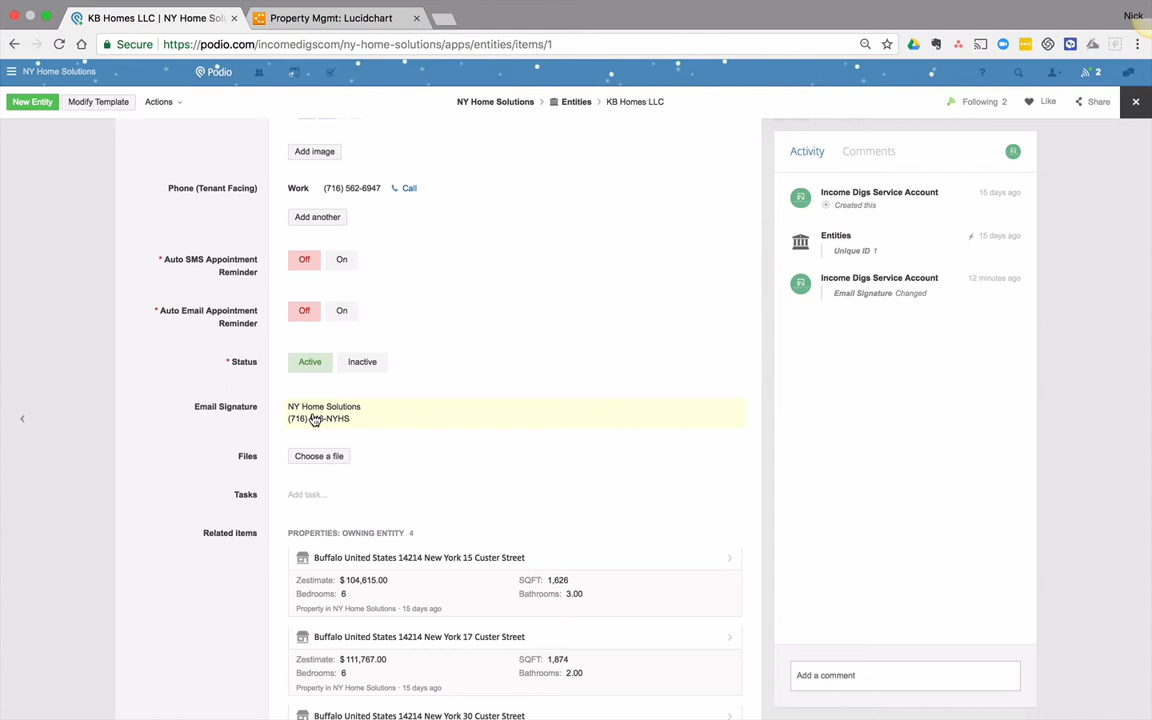 KB Homes LLC | NY Home Solu
Property Mgmt: Lucidchart
Nick
Secure
https://podio.com/incomedigscom/ny-home-solutions/apps/entities/items/1
NY Home Solutions
Podio
?
2
New Entity
Modify Template
Actions
NY Home Solutions
Entities
KB Homes LLC
Following 2
Like
Share
Add image
Phone (Tenant Facing)
Work (716) 562-6947 Call
Add another
* Auto SMS Appointment
Reminder
Off On
* Auto Email Appointment
Reminder
Off On
* Status
Active Inactive
Email Signature
NY Home Solutions
(716) -NYHS
Files
Choose a file
Tasks
Add task...
Related items
PROPERTIES: OWNING ENTITY 4
Buffalo United States 14214 New York 15 Custer Street
Zestimate: $104,615.00 SQFT: 1,626
Bedrooms: 6 Bathrooms: 3.00
Property in NY Home Solutions · 15 days ago
Buffalo United States 14214 New York 17 Custer Street
Zestimate: $111,767.00 SQFT: 1,874
Bedrooms: 6 Bathrooms: 2.00
Property in NY Home Solutions · 15 days ago
Buffalo United States 14214 New York 30 Custer Street
Activity Comments
Income Digs Service Account 15 days ago
Created this
Entities 15 days ago
Unique ID 1
Income Digs Service Account 12 minutes ago
Email Signature Changed
Add a comment